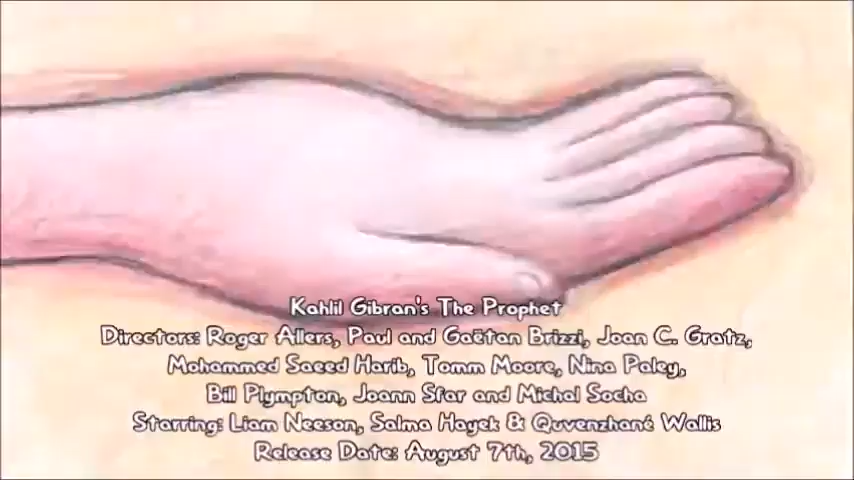 Kahlil Gibran's The Prophet
Directors: Roger Allers, Paul and Gaëtan Brizzi, Joan C. Gratz,
Mohammed Saeed Harib, Tomm Moore, Nina Paley,
Bill Plympton, Joann Sfar and Michal Socha
Starring: Liam Neeson, Salma Hayek & Quvenzhané Wallis
Release Date: August 7th, 2015